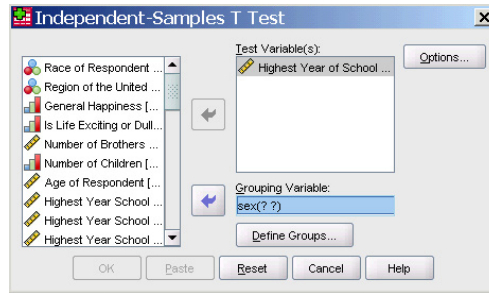 Independent-Samples T Test
Race of Respondent ...
Region of the United ...
General Happiness [...
Is Life Exciting or Dull...
Number of Brothers ...
Number of Children [...
Age of Respondent [...
Highest Year School ...
Highest Year School ...
Highest Year School ...
Test Variable(s):
Highest Year of School ...
Options...
Grouping Variable:
sex(? ?)
Define Groups...
OK
Paste
Reset
Cancel
Help